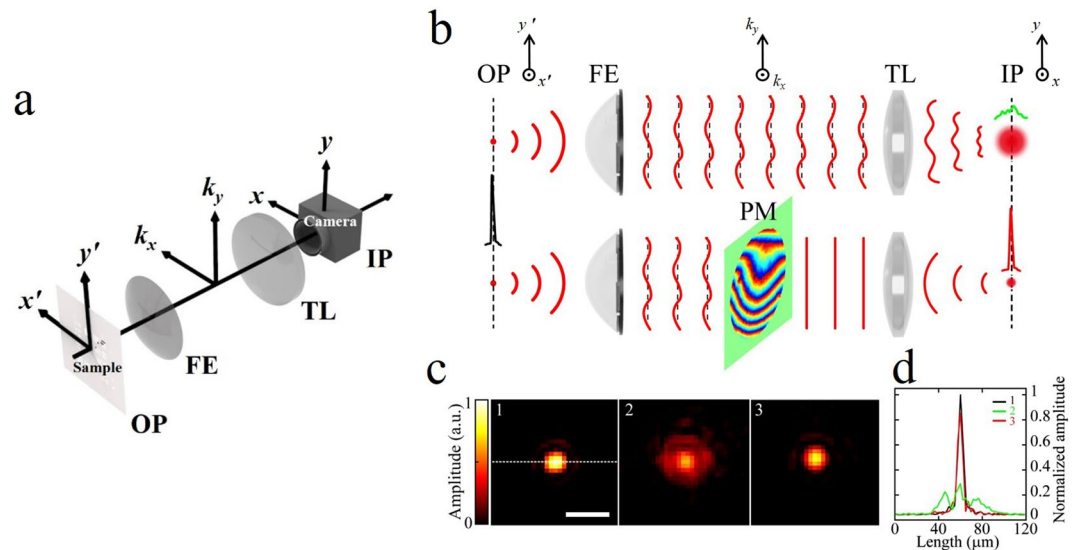 a
y
k_y
x
Camera
k_x
IP
y′
TL
x′
FE
Sample
OP
b
y′
k_y
y
OP
x′
FE
k_x
TL
IP
x
PM
c
Amplitude (a.u.)
1
0
1
2
3
d
1
2
3
1
0.8
0.6
0.4
0.2
0
Normalized amplitude
0 40 80 120
Length (μm)